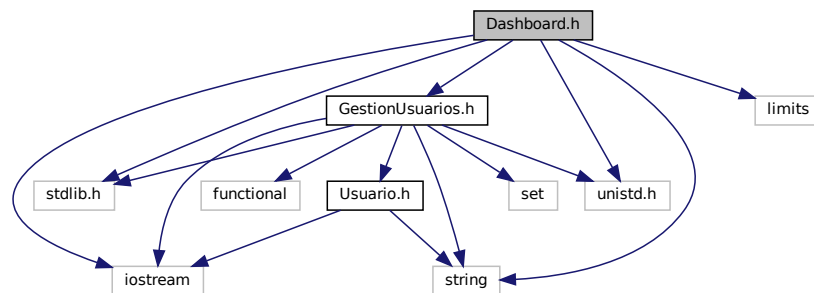 Dashboard.h
GestionUsuarios.h
limits
stdlib.h
functional
Usuario.h
set
unistd.h
iostream
string